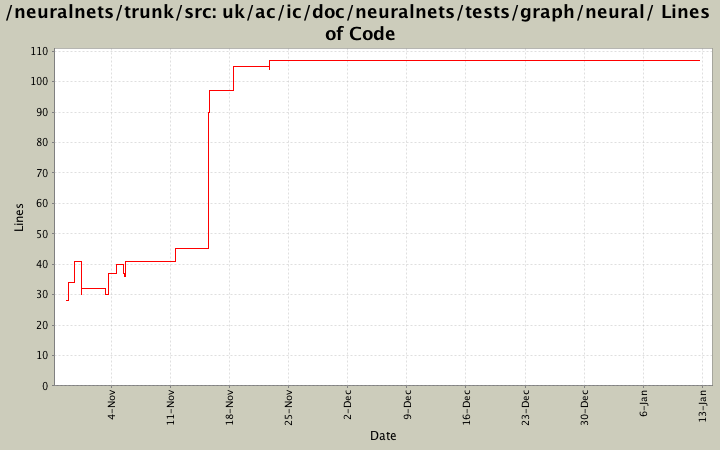 /neuralnets/trunk/src: uk/ac/ic/doc/neuralnets/tests/graph/neural/ Lines
of Code
110
100
90
80
70
60
50
40
30
20
10
0
Lines
4-Nov
11-Nov
18-Nov
25-Nov
2-Dec
9-Dec
16-Dec
23-Dec
30-Dec
6-Jan
13-Jan
Date